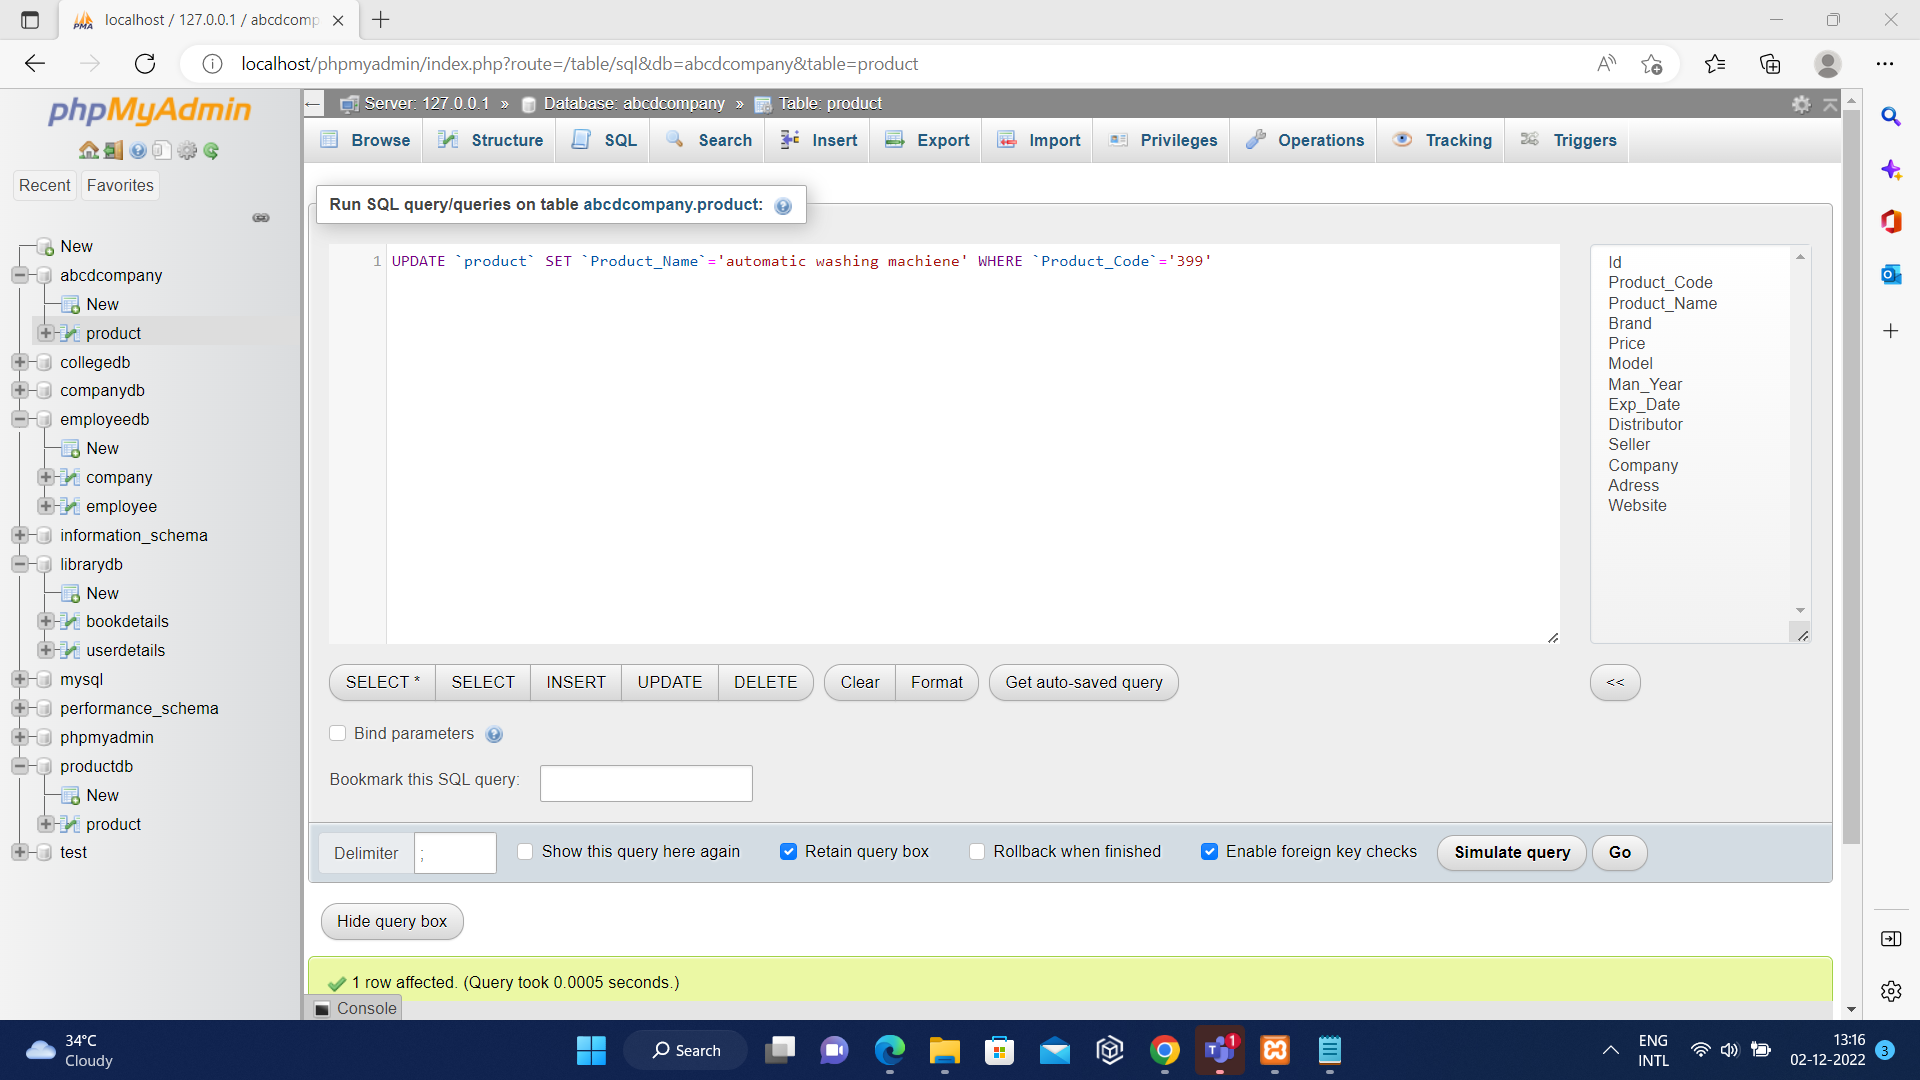 localhost / 127.0.0.1 / abcdcomp
localhost/phpmyadmin/index.php?route=/table/sql&db=abcdcompany&table=product
phpMyAdmin
Recent
Favorites
New
abcdcompany
New
product
collegedb
companydb
employeedb
New
company
employee
information_schema
librarydb
New
bookdetails
userdetails
mysql
performance_schema
phpmyadmin
productdb
New
product
test
Server: 127.0.0.1 » Database: abcdcompany » Table: product
Browse
Structure
SQL
Search
Insert
Export
Import
Privileges
Operations
Tracking
Triggers
Run SQL query/queries on table abcdcompany.product:
1 UPDATE `product` SET `Product_Name`='automatic washing machiene' WHERE `Product_Code`='399'
Id
Product_Code
Product_Name
Brand
Price
Model
Man_Year
Exp_Date
Distributor
Seller
Company
Adress
Website
SELECT *
SELECT
INSERT
UPDATE
DELETE
Clear
Format
Get auto-saved query
<<
Bind parameters
Bookmark this SQL query:
Delimiter ;
Show this query here again
Retain query box
Rollback when finished
Enable foreign key checks
Simulate query
Go
Hide query box
1 row affected. (Query took 0.0005 seconds.)
Console
34°C
Cloudy
Search
1
ENG
INTL
13:16
02-12-2022
3